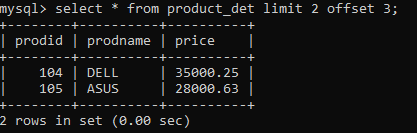 mysql> select * from product_det limit 2 offset 3;
+--------+----------+----------+
| prodid | prodname | price    |
+--------+----------+----------+
|    104 | DELL     | 35000.25 |
|    105 | ASUS     | 28000.63 |
+--------+----------+----------+
2 rows in set (0.00 sec)